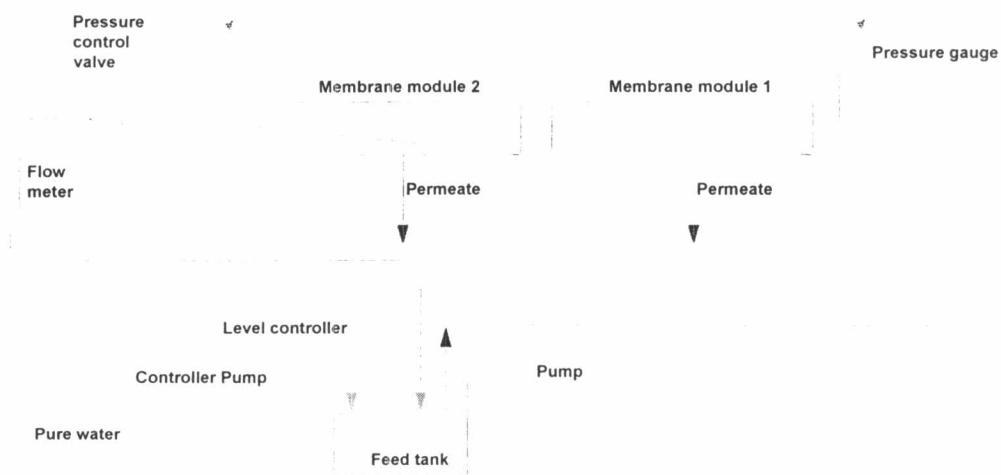 Pressure
control
valve
Pressure gauge
Membrane module 2
Membrane module 1
Flow
meter
Permeate
Permeate
Level controller
Pump
Controller Pump
Pure water
Feed tank